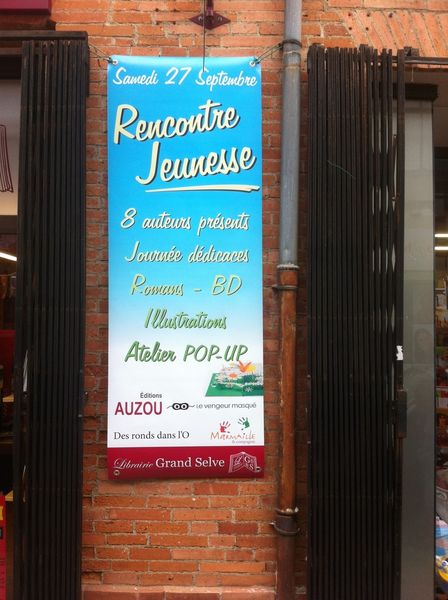 Samedi 27 Septembre
Rencontre
Jeunesse
8 auteurs présents
Journée dédicaces
Romans - BD
Illustrations
Atelier POP-UP
Éditions
AUZOU
Le vengeur masqué
Des ronds dans l'O
MARMAILLE
& compagnie
Librairie Grand Selve